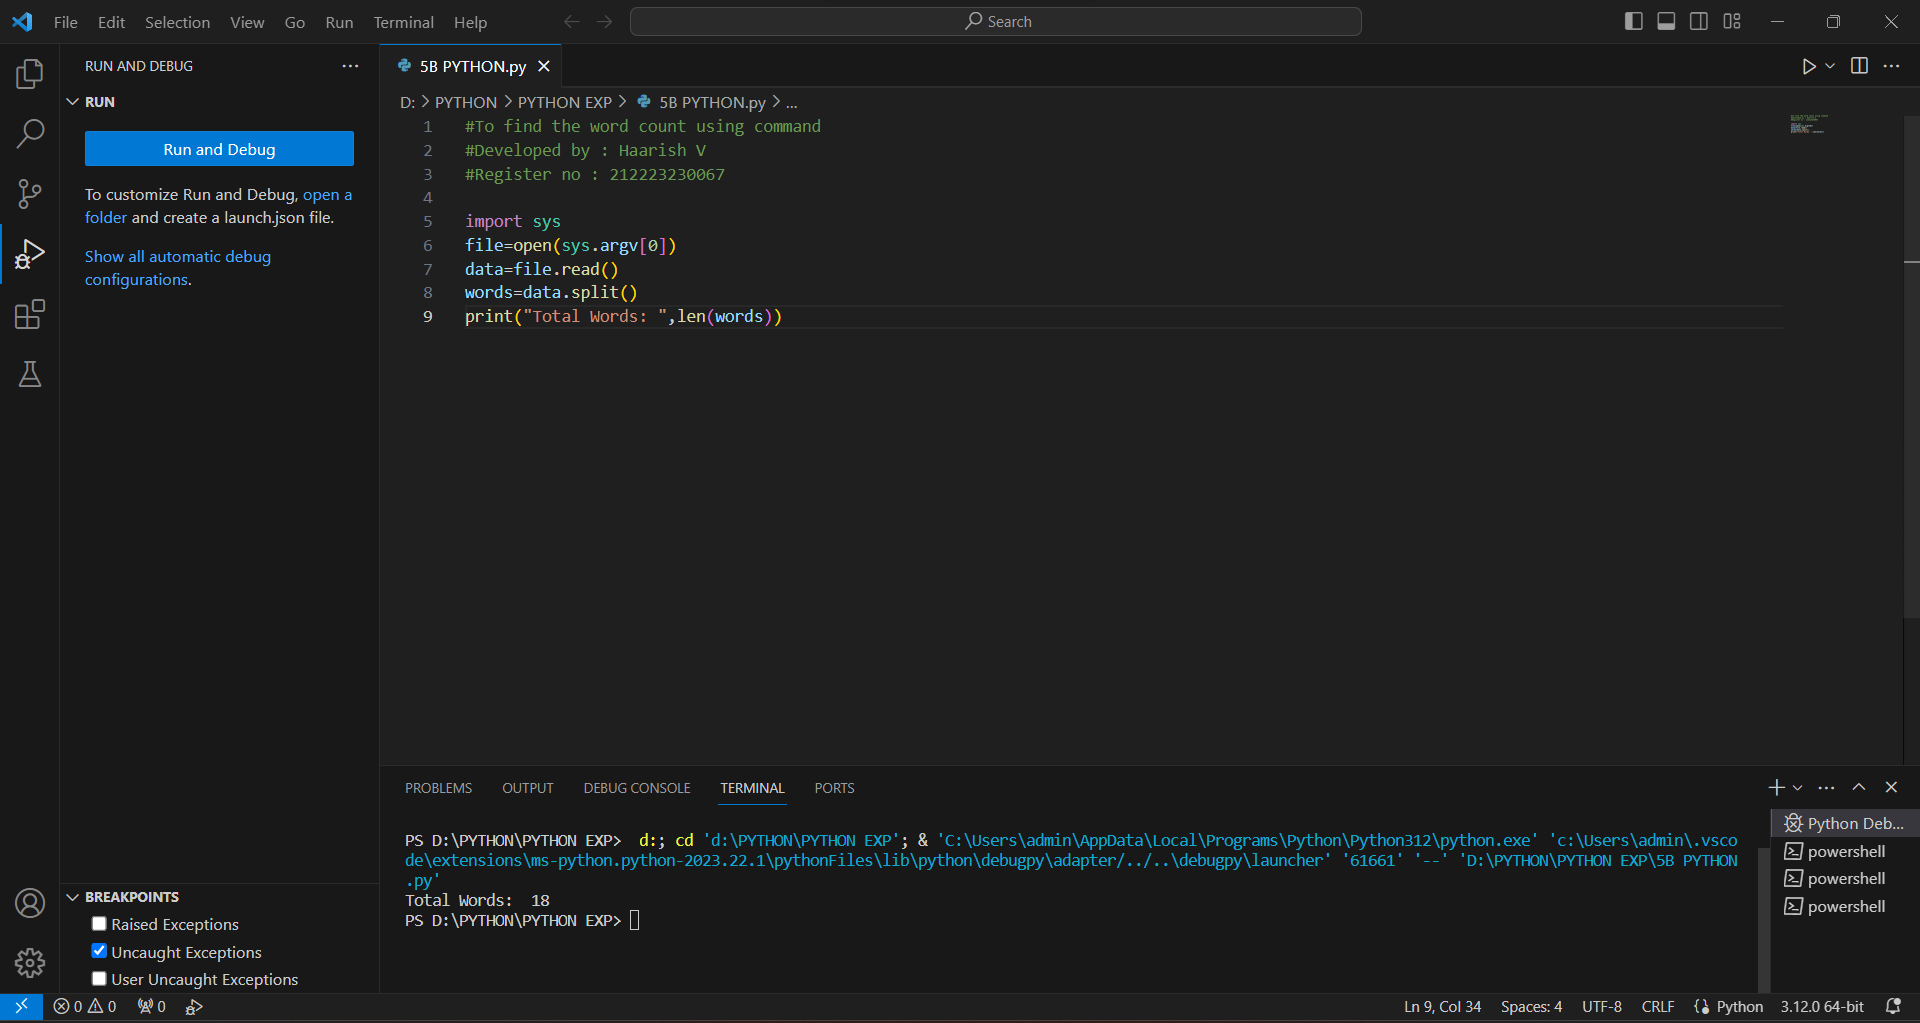 File Edit Selection View Go Run Terminal Help
Search
RUN AND DEBUG
RUN
Run and Debug
To customize Run and Debug, open a
folder and create a launch.json file.
Show all automatic debug
configurations.
5B PYTHON.py
D: > PYTHON > PYTHON EXP > 5B PYTHON.py > ...
1 #To find the word count using command
2 #Developed by : Haarish V
3 #Register no : 212223230067
4
5 import sys
6 file=open(sys.argv[0])
7 data=file.read()
8 words=data.split()
9 print("Total Words: ",len(words))
PROBLEMS OUTPUT DEBUG CONSOLE TERMINAL PORTS
PS D:\PYTHON\PYTHON EXP>  d:; cd 'd:\PYTHON\PYTHON EXP'; & 'C:\Users\admin\AppData\Local\Programs\Python\Python312\python.exe' 'c:\Users\admin\.vsco
de\extensions\ms-python.python-2023.22.1\pythonFiles\lib\python\debugpy\adapter/../..\debugpy\launcher' '61661' '--' 'D:\PYTHON\PYTHON EXP\5B PYTHON
.py'
Total Words:  18
PS D:\PYTHON\PYTHON EXP>
Python Deb...
powershell
powershell
powershell
BREAKPOINTS
Raised Exceptions
Uncaught Exceptions
User Uncaught Exceptions
0 0 0
Ln 9, Col 34 Spaces: 4 UTF-8 CRLF Python 3.12.0 64-bit